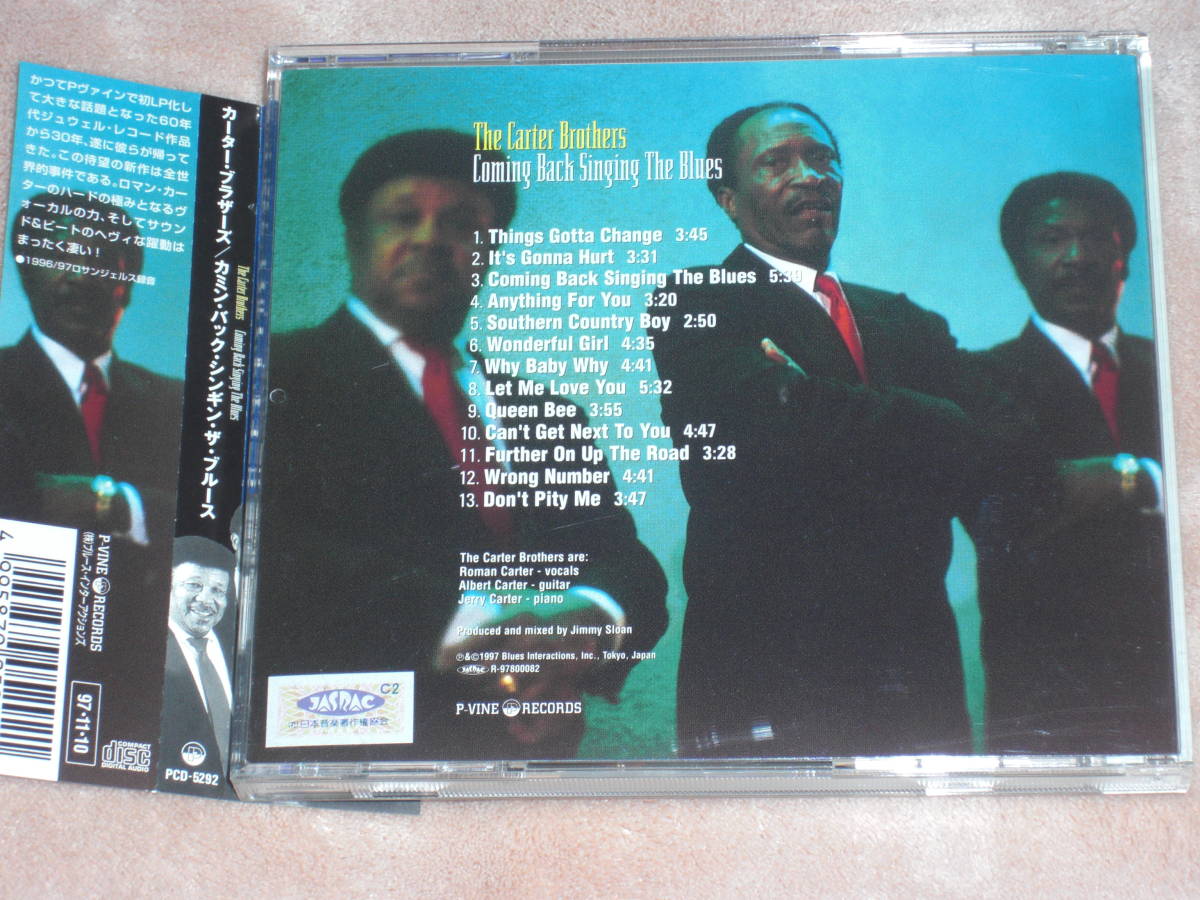 かつてPヴァインで初LP化し
て大きな話題となった60年
代ジュウェル・レコード作品
から30年、遂に彼らが帰って
きた。この待望の新作は全世
界的事件である。ロマン・カー
ターのハードの極みとなるヴ
ォーカルの力、そしてサウン
ド&ビートのヘヴィな躍動は
まったく凄い!
●1996/97ロサンジェルス録音
P-VINE RECORDS
(株)ブルース・インターアクションズ
97・11・10
COMPACT
disc
DIGITAL AUDIO
カーター・ブラザーズ/カミン・バック・シンギン・ザ・ブルース
The Carter Brothers Coming Back Singing The Blues
PCD-5292
The Carter Brothers
Coming Back Singing The Blues
1. Things Gotta Change 3:45
2. It's Gonna Hurt 3:31
3. Coming Back Singing The Blues 5:39
4. Anything For You 3:20
5. Southern Country Boy 2:50
6. Wonderful Girl 4:35
7. Why Baby Why 4:41
8. Let Me Love You 5:32
9. Queen Bee 3:55
10. Can't Get Next To You 4:47
11. Further On Up The Road 3:28
12. Wrong Number 4:41
13. Don't Pity Me 3:47
The Carter Brothers are:
Roman Carter - vocals
Albert Carter - guitar
Jerry Carter - piano
Produced and mixed by Jimmy Sloan
℗&©1997 Blues Interactions, Inc., Tokyo, Japan
JASRAC R-97800082
P-VINE RECORDS
C2
JASRAC
日本音楽著作権協会